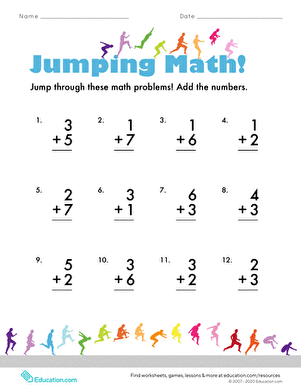 Name Date
Jumping Math!
Jump through these math problems! Add the numbers.
1. 3 2. 1 3. 1 4. 1
+ 5 + 7 + 6 + 2
5. 2 6. 3 7. 6 8. 4
+ 7 + 1 + 3 + 3
9. 5 10. 3 11. 3 12. 2
+ 2 + 6 + 2 + 3
Find worksheets, games, lessons & more at education.com/resources
Education.com © 2007 - 2020 Education.com